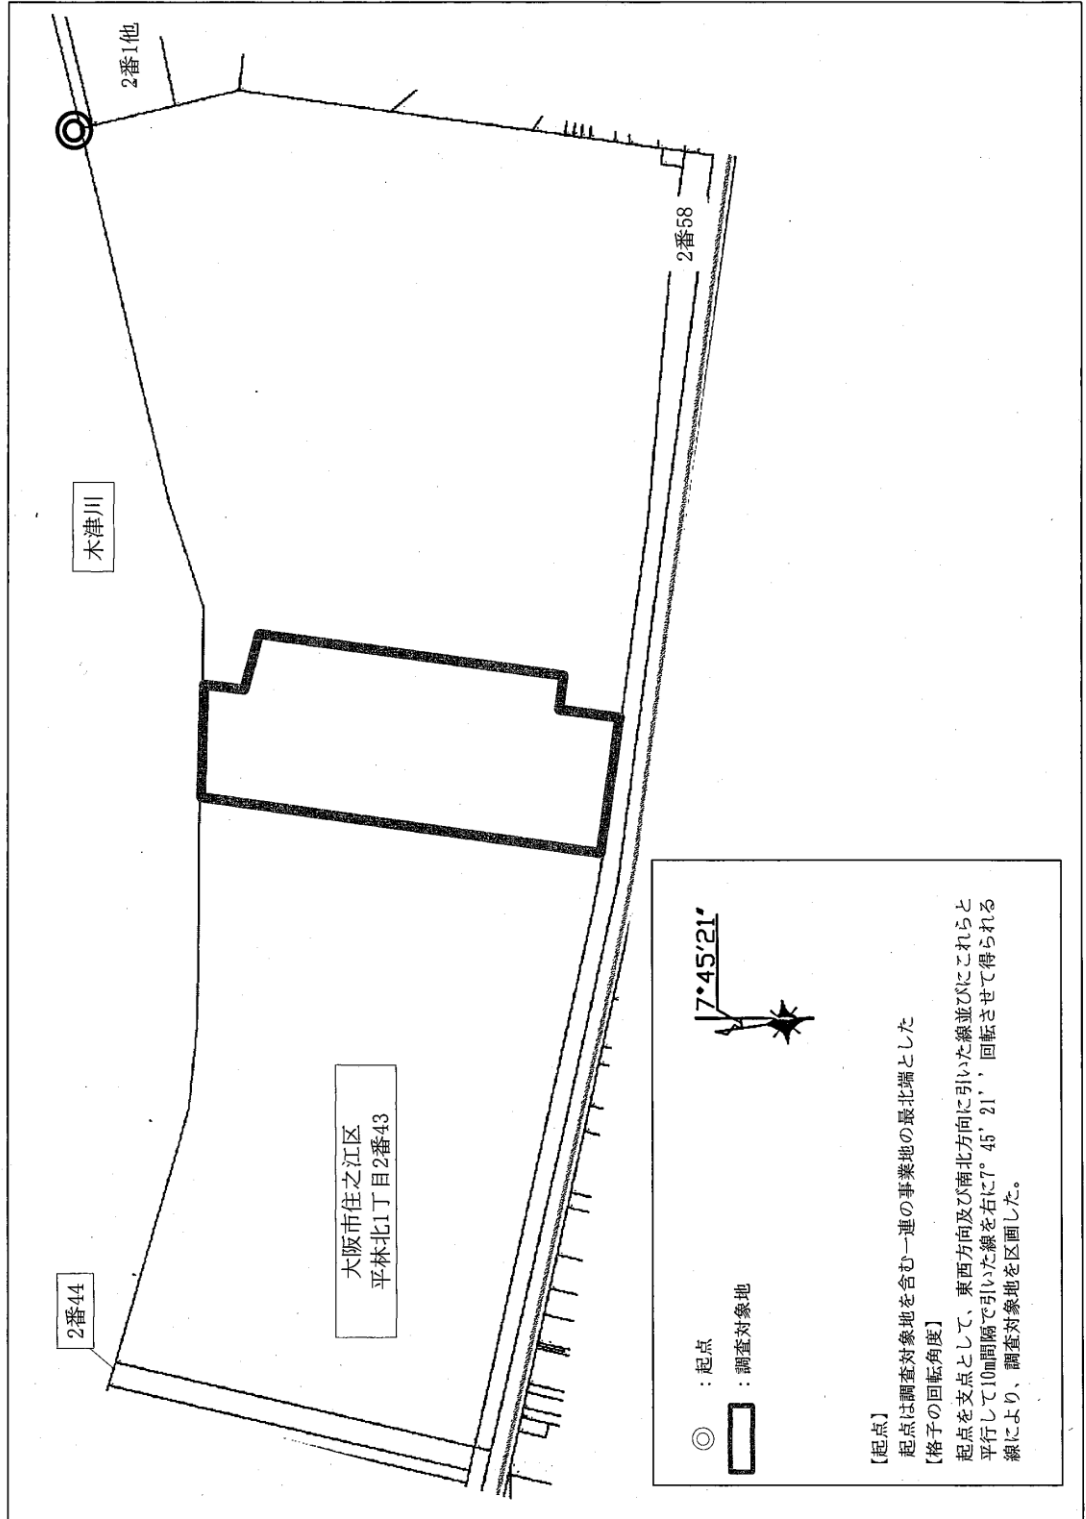 2番44
木津川
2番1他
大阪市住之江区
平林北1丁目2番43
2番58
◎：起点
：調査対象地
7°45′21″
【起点】
起点は調査対象地を含む一連の事業地の最北端とした
【格子の回転角度】
起点を支点として、東西方向及び南北方向に引いた線並びにこれらと
平行して10m間隔で引いた線を右に7° 45’ 21’’ 回転させて得られる
線により、調査対象地を区画した。